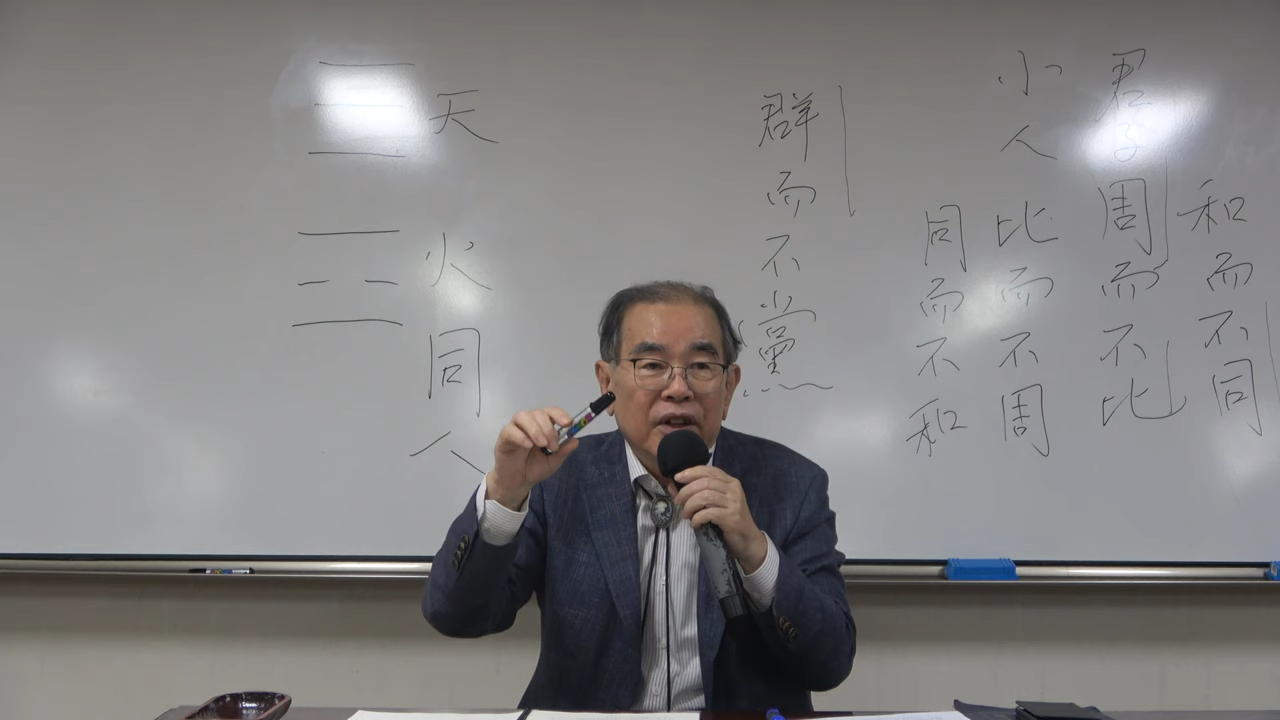 和而不同
君子周而不比
小人比而不周
同而不和
群而不黨
天火同人